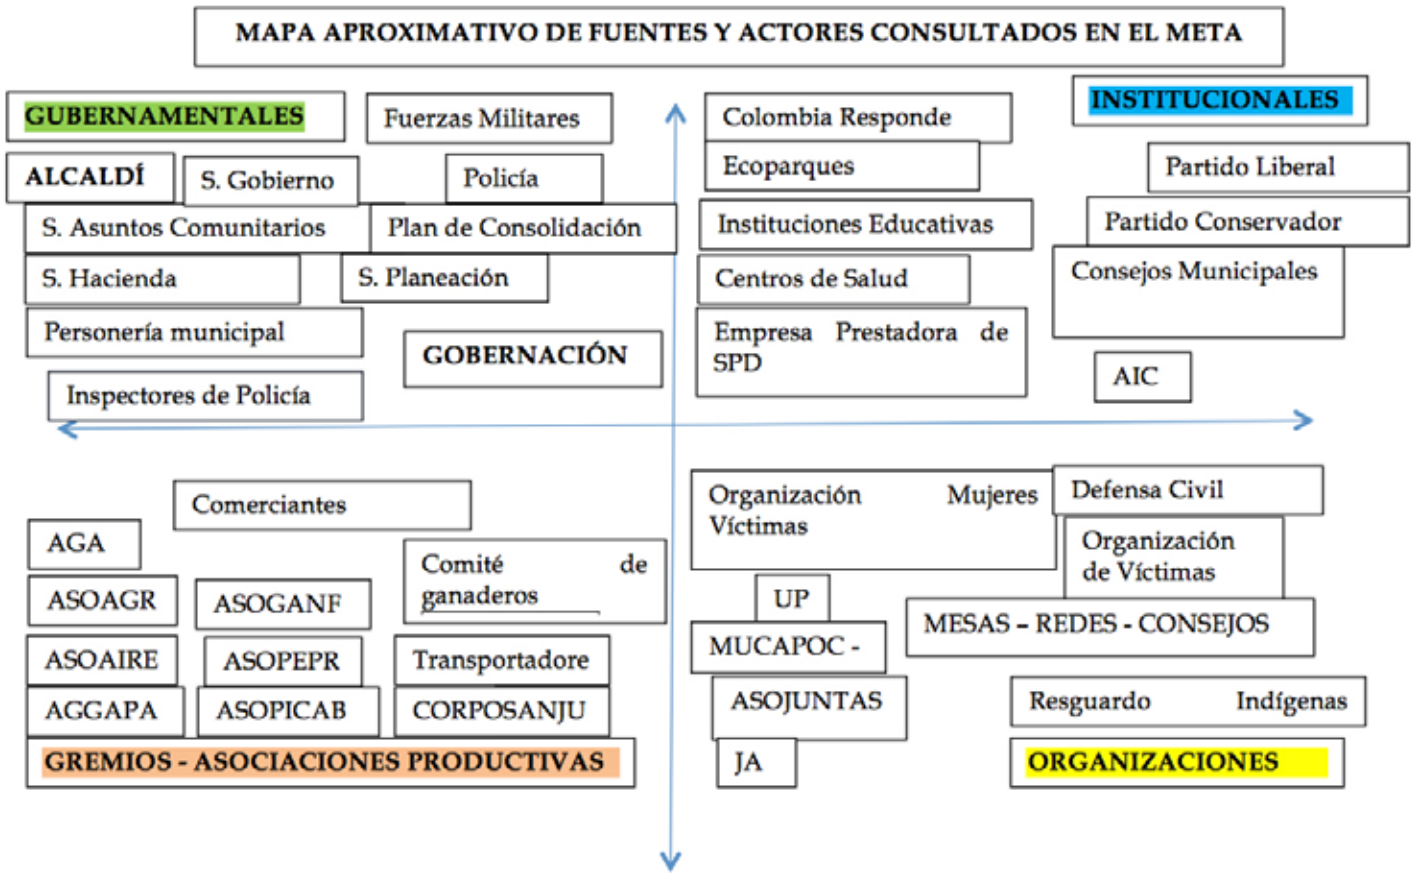 MAPA APROXIMATIVO DE FUENTES Y ACTORES CONSULTADOS EN EL META
GUBERNAMENTALES
Fuerzas Militares
ALCALDÍ
S. Gobierno
Policía
S. Asuntos Comunitarios
Plan de Consolidación
S. Hacienda
S. Planeación
Personería municipal
GOBERNACIÓN
Inspectores de Policía
Colombia Responde
INSTITUCIONALES
Ecoparques
Partido Liberal
Instituciones Educativas
Partido Conservador
Centros de Salud
Consejos Municipales
Empresa Prestadora de
SPD
AIC
Comerciantes
AGA
Comité de
ganaderos
ASOAGR
ASOGANF
ASOAIRE
ASOPEPR
Transportadore
AGGAPA
ASOPICAB
CORPOSANJU
GREMIOS - ASOCIACIONES PRODUCTIVAS
Organización Mujeres
Víctimas
Defensa Civil
Organización
de Víctimas
UP
MESAS – REDES - CONSEJOS
MUCAPOC -
ASOJUNTAS
Resguardo Indígenas
JA
ORGANIZACIONES